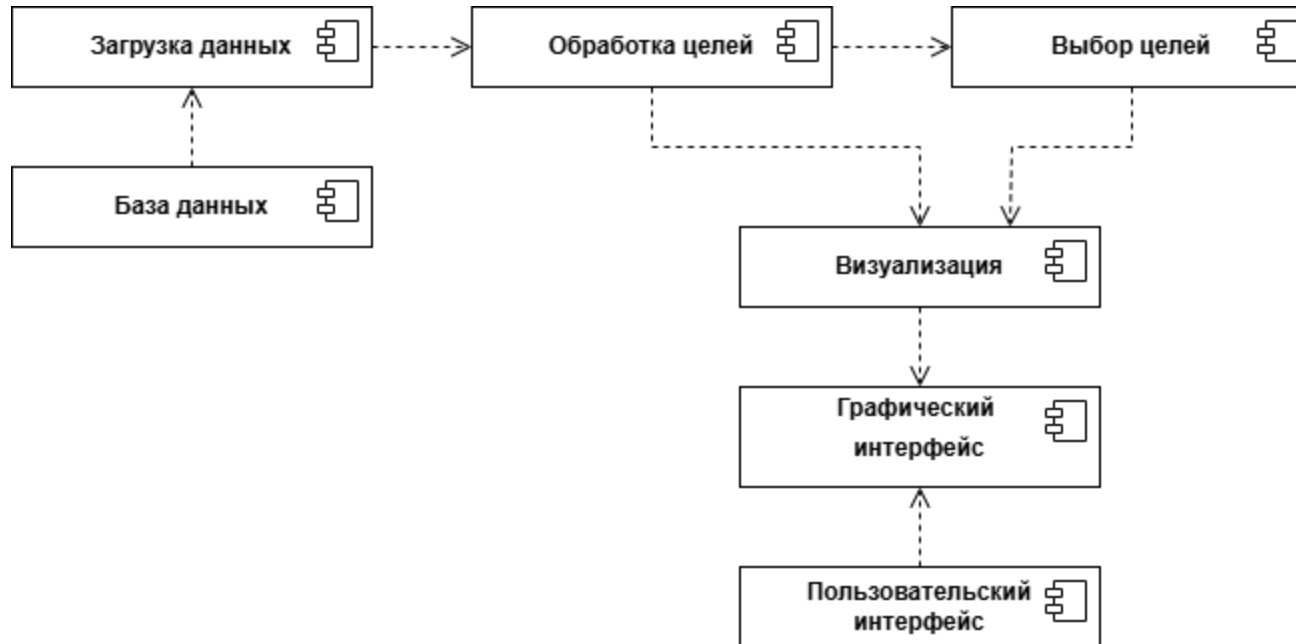 Загрузка данных
Обработка целей
Выбор целей
База данных
Визуализация
Графический
интерфейс
Пользовательский
интерфейс